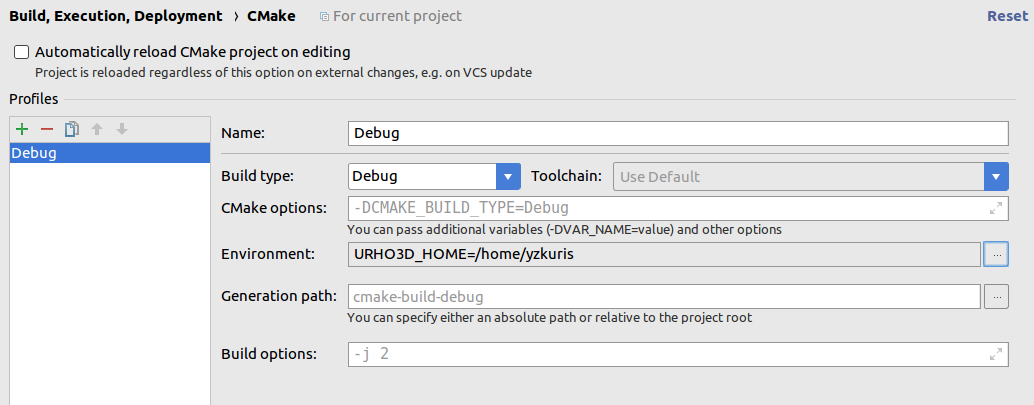 Build, Execution, Deployment › CMake For current project Reset
Automatically reload CMake project on editing
Project is reloaded regardless of this option on external changes, e.g. on VCS update
Profiles
Debug
Name: Debug
Build type: Debug Toolchain: Use Default
CMake options: -DCMAKE_BUILD_TYPE=Debug
You can pass additional variables (-DVAR_NAME=value) and other options
Environment: URHO3D_HOME=/home/yzkuris ...
Generation path: cmake-build-debug ...
You can specify either an absolute path or relative to the project root
Build options: -j 2